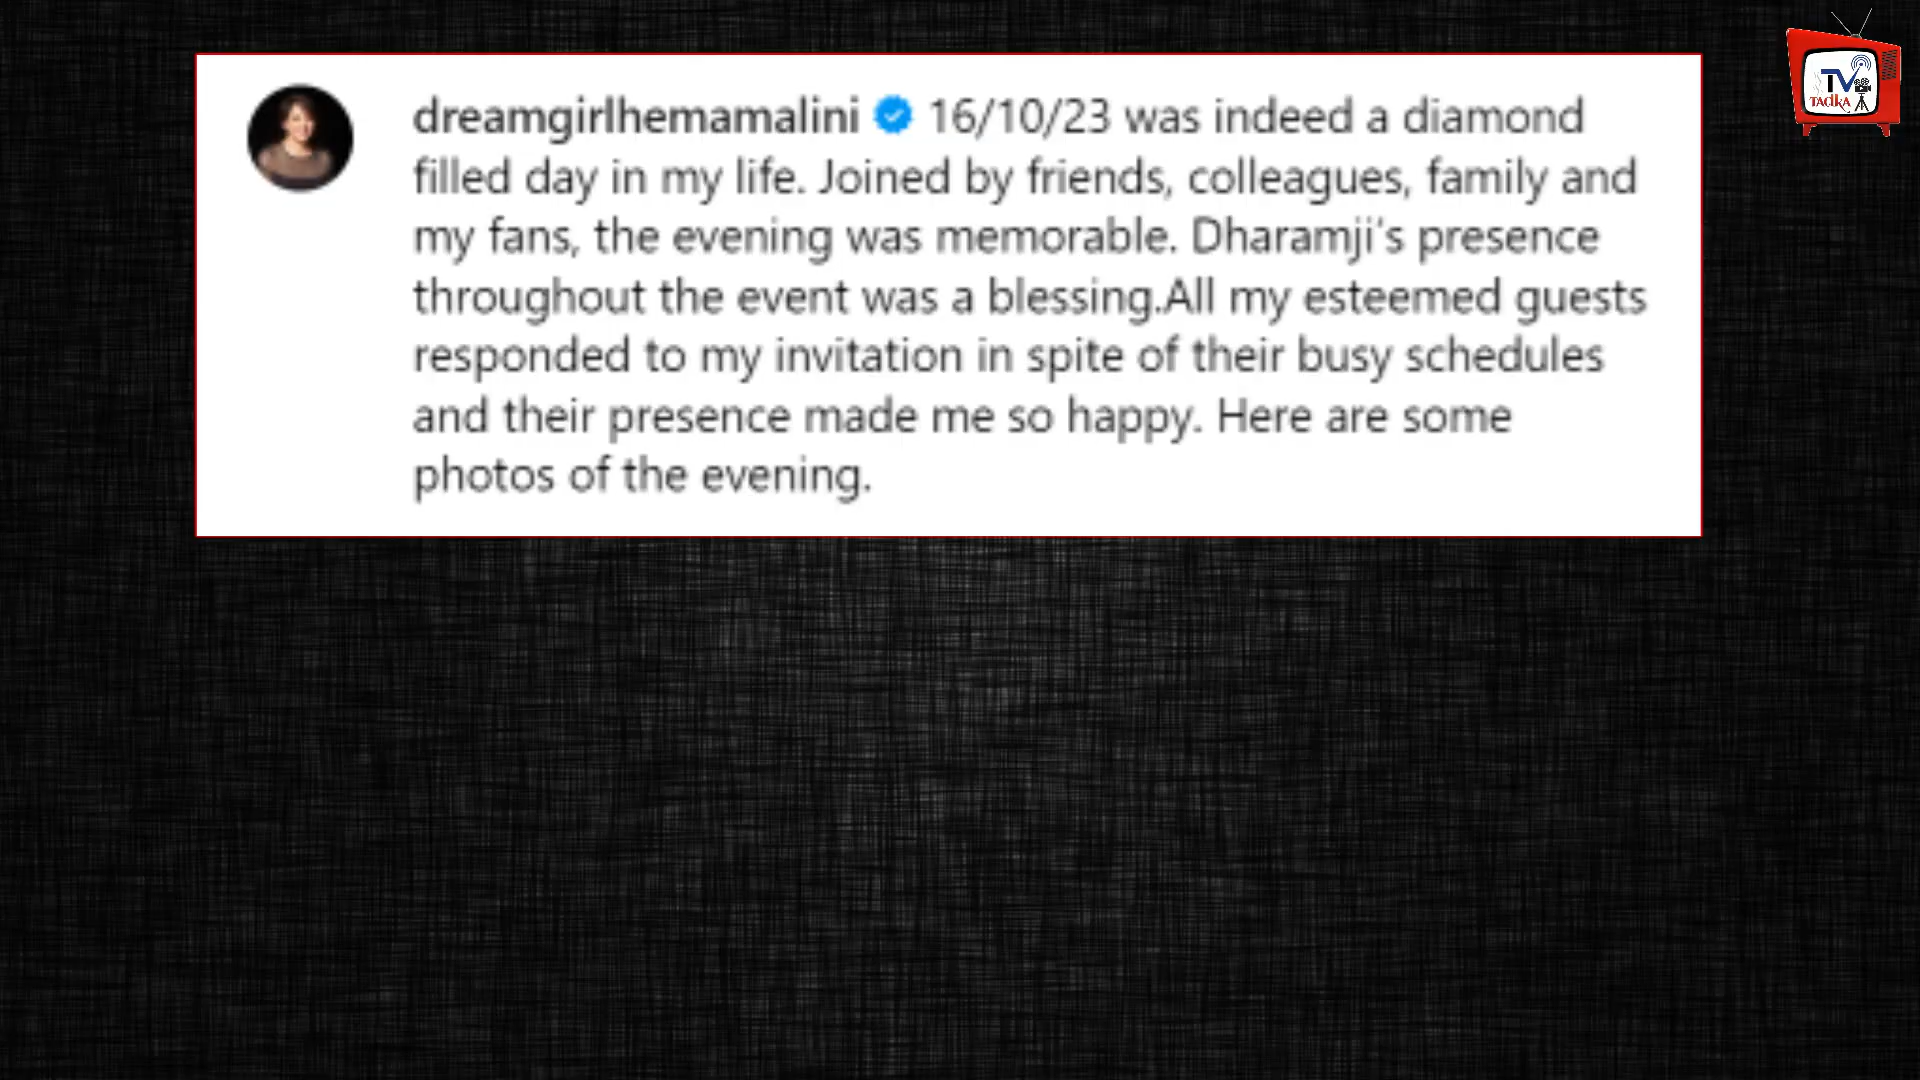 dreamgirlhemamalini 16/10/23 was indeed a diamond
filled day in my life. Joined by friends, colleagues, family and
my fans, the evening was memorable. Dharamji's presence
throughout the event was a blessing.All my esteemed guests
responded to my invitation in spite of their busy schedules
and their presence made me so happy. Here are some
photos of the evening.
TV
TADKA